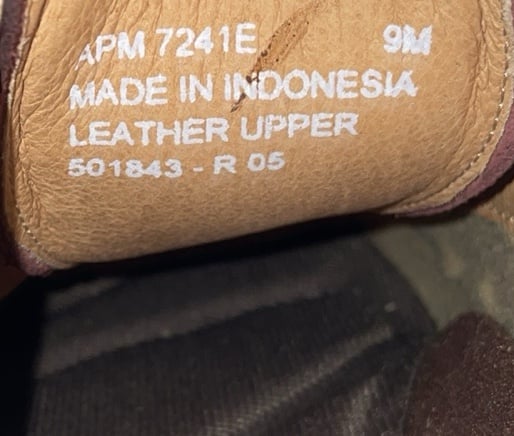 APM 7241E 9M
MADE IN INDONESIA
LEATHER UPPER
501843 - R 05